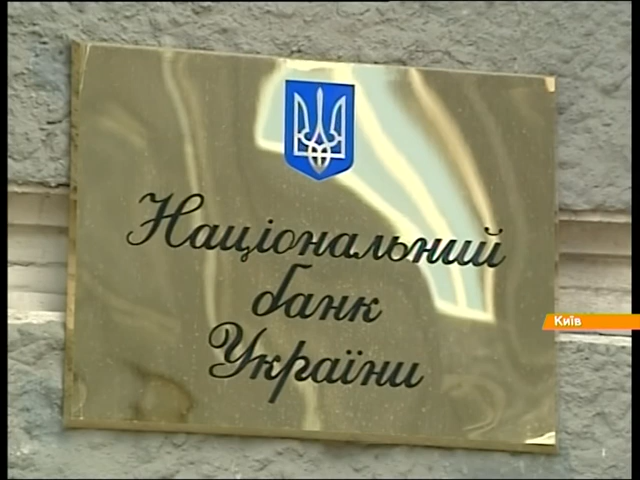 Національний
банк
України
Київ